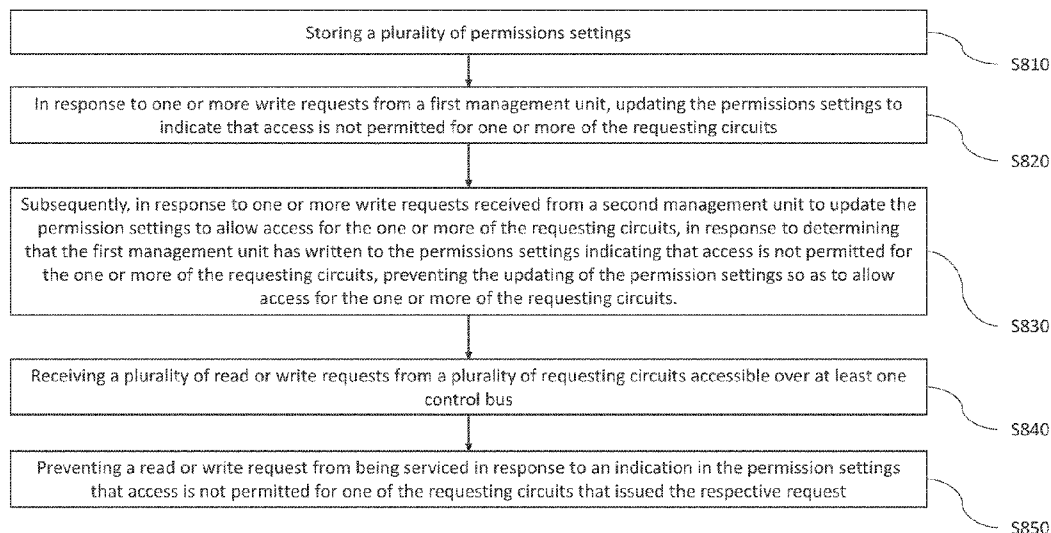 Storing a plurality of permissions settings
S810
In response to one or more write requests from a first management unit, updating the permissions settings to
indicate that access is not permitted for one or more of the requesting circuits
S820
Subsequently, in response to one or more write requests received from a second management unit to update the
permission settings to allow access for the one or more of the requesting circuits, in response to determining
that the first management unit has written to the permissions settings indicating that access is not permitted for
the one or more of the requesting circuits, preventing the updating of the permission settings so as to allow
access for the one or more of the requesting circuits.
S830
Receiving a plurality of read or write requests from a plurality of requesting circuits accessible over at least one
control bus
S840
Preventing a read or write request from being serviced in response to an indication in the permission settings
that access is not permitted for one of the requesting circuits that issued the respective request
S850